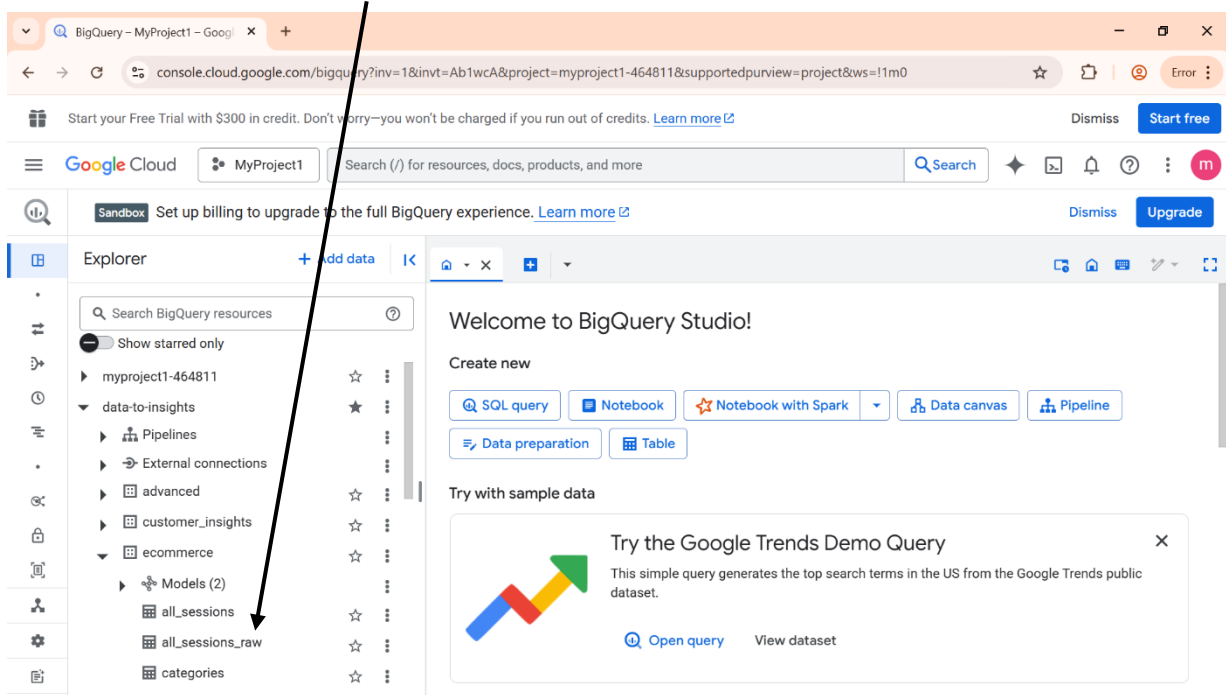 BigQuery – MyProject1 – Googl
console.cloud.google.com/bigquery?inv=1&invt=Ab1wcA&project=myproject1-464811&supportedpurview=project&ws=!1m0
Error
Start your Free Trial with $300 in credit. Don't worry—you won't be charged if you run out of credits. Learn more
Dismiss
Start free
Google Cloud
MyProject1
Search (/) for resources, docs, products, and more
Search
m
Sandbox Set up billing to upgrade to the full BigQuery experience. Learn more
Dismiss
Upgrade
Explorer
+ Add data
Search BigQuery resources
Show starred only
myproject1-464811
data-to-insights
Pipelines
External connections
advanced
customer_insights
ecommerce
Models (2)
all_sessions
all_sessions_raw
categories
Welcome to BigQuery Studio!
Create new
SQL query
Notebook
Notebook with Spark
Data canvas
Pipeline
Data preparation
Table
Try with sample data
Try the Google Trends Demo Query
This simple query generates the top search terms in the US from the Google Trends public
dataset.
Open query
View dataset